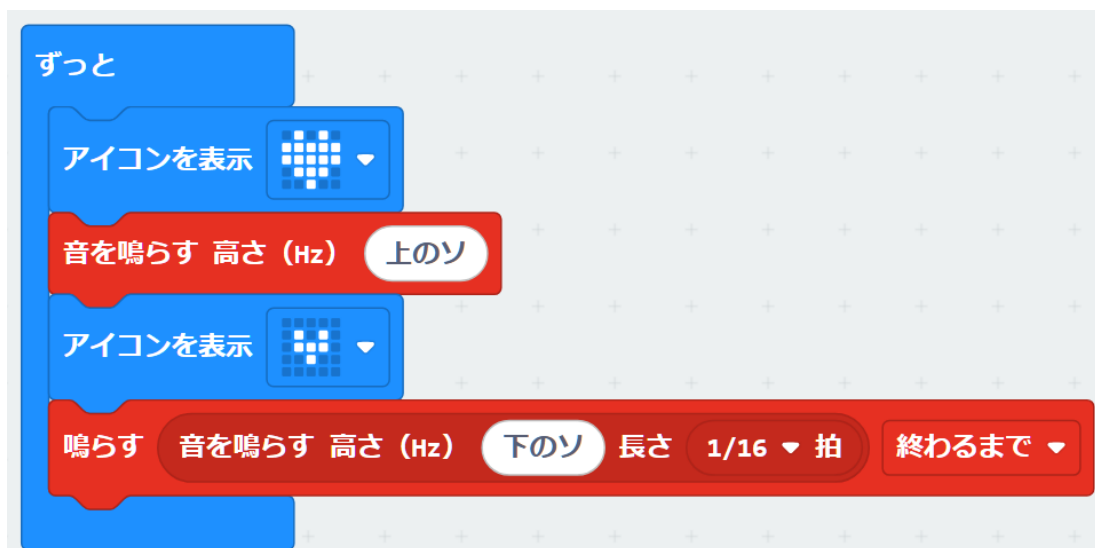 ずっと
アイコンを表示
音を鳴らす 高さ（Hz） 上のソ
アイコンを表示
鳴らす 音を鳴らす 高さ（Hz） 下のソ 長さ 1/16 拍 終わるまで